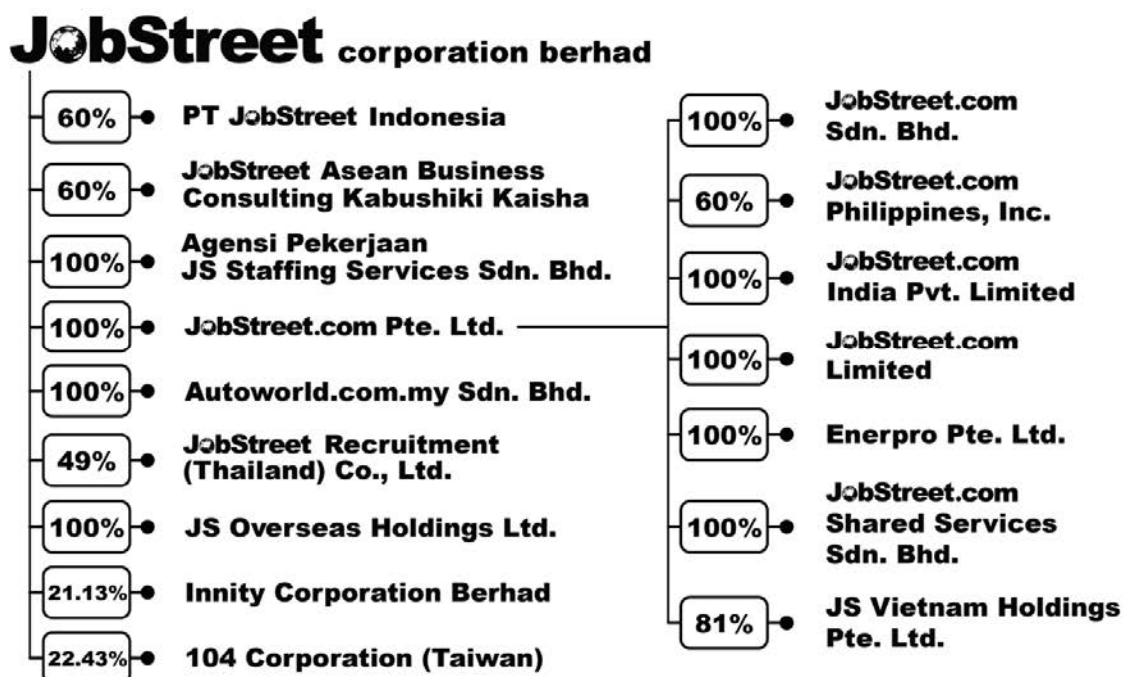 JobStreet corporation berhad
60% PT JobStreet Indonesia
60% JobStreet Asean Business
Consulting Kabushiki Kaisha
100% Agensi Pekerjaan
JS Staffing Services Sdn. Bhd.
100% JobStreet.com Pte. Ltd.
100% Autoworld.com.my Sdn. Bhd.
49% JobStreet Recruitment
(Thailand) Co., Ltd.
100% JS Overseas Holdings Ltd.
21.13% Innity Corporation Berhad
22.43% 104 Corporation (Taiwan)
100% JobStreet.com
Sdn. Bhd.
60% JobStreet.com
Philippines, Inc.
100% JobStreet.com
India Pvt. Limited
100% JobStreet.com
Limited
100% Enerpro Pte. Ltd.
100% JobStreet.com
Shared Services
Sdn. Bhd.
81% JS Vietnam Holdings
Pte. Ltd.